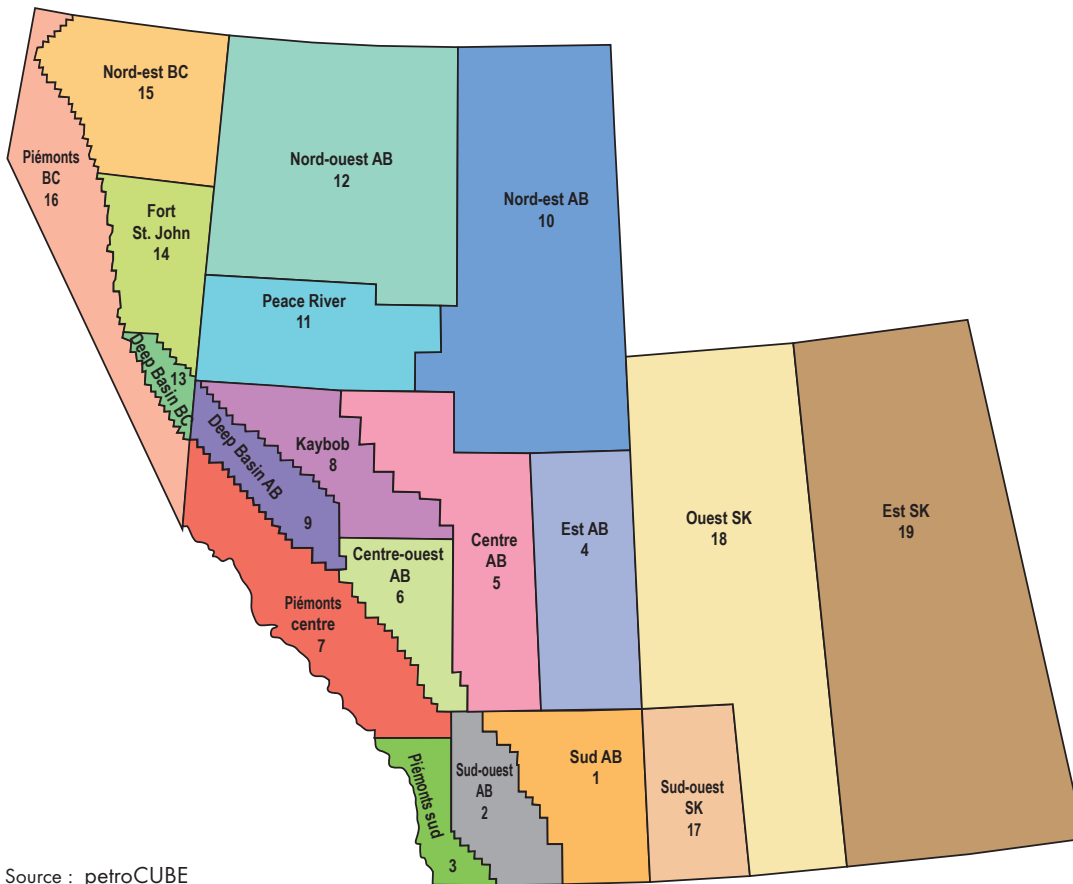 Nord-est BC
15
Piémonts
BC
16
Nord-ouest AB
12
Nord-est AB
10
Fort
St. John
14
Peace River
11
Deep Basin BC
13
Deep Basin AB
9
Kaybob
8
Centre
AB
5
Est AB
4
Ouest SK
18
Est SK
19
Centre-ouest
AB
6
Piémonts
centre
7
Piémonts sud
3
Sud-ouest
AB
2
Sud AB
1
Sud-ouest
SK
17
Source : petroCUBE